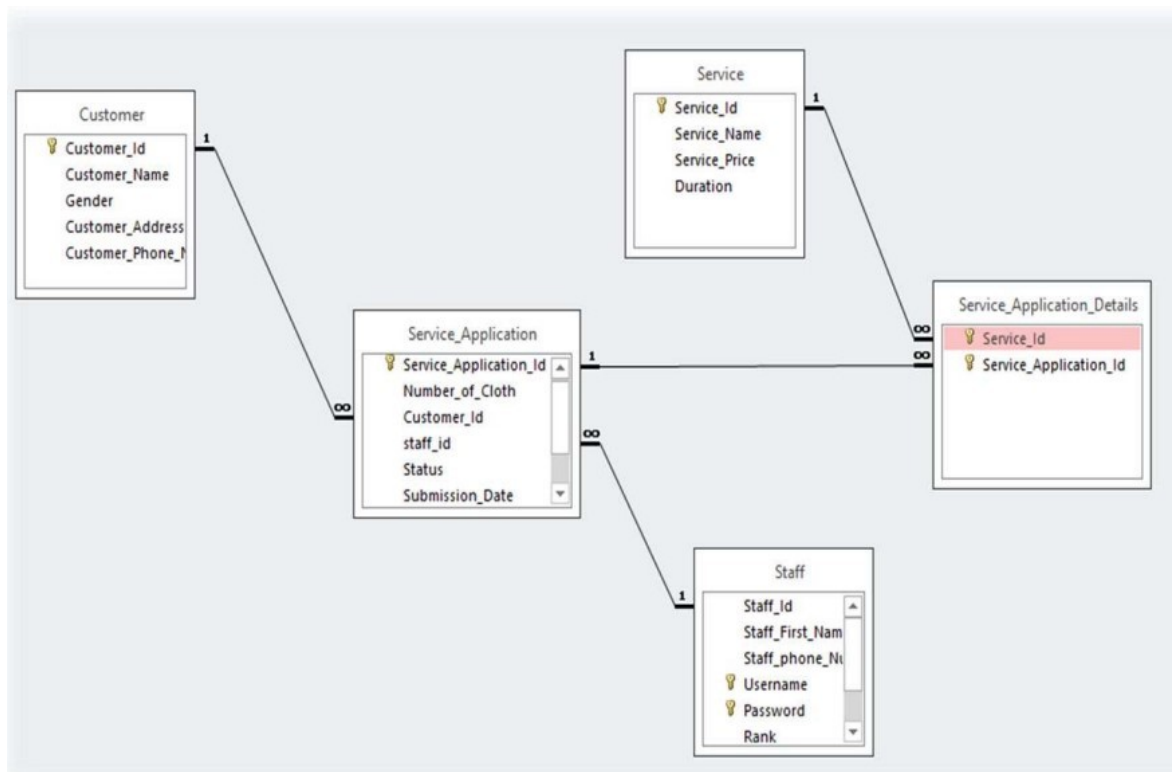 Customer
Customer_Id
Customer_Name
Gender
Customer_Address
Customer_Phone_N
1
∞
Service
Service_Id
Service_Name
Service_Price
Duration
1
∞
Service_Application
Service_Application_Id
Number_of_Cloth
Customer_Id
staff_id
Status
Submission_Date
1
∞
∞
1
Service_Application_Details
Service_Id
Service_Application_Id
Staff
Staff_Id
Staff_First_Nam
Staff_phone_Nu
Username
Password
Rank